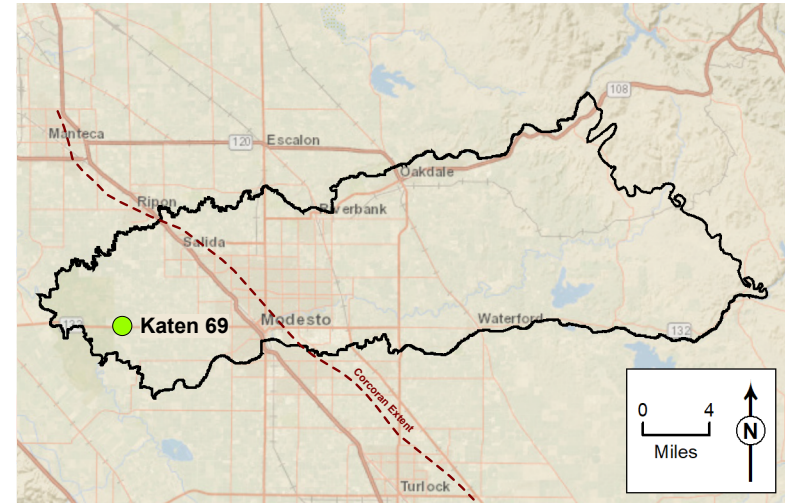 108
Manteca
120
Escalon
Oakdale
Ripon
Riverbank
Salida
132
Katen 69
Modesto
Waterford
132
Corcoran Extent
0 4
Miles
N
Turlock